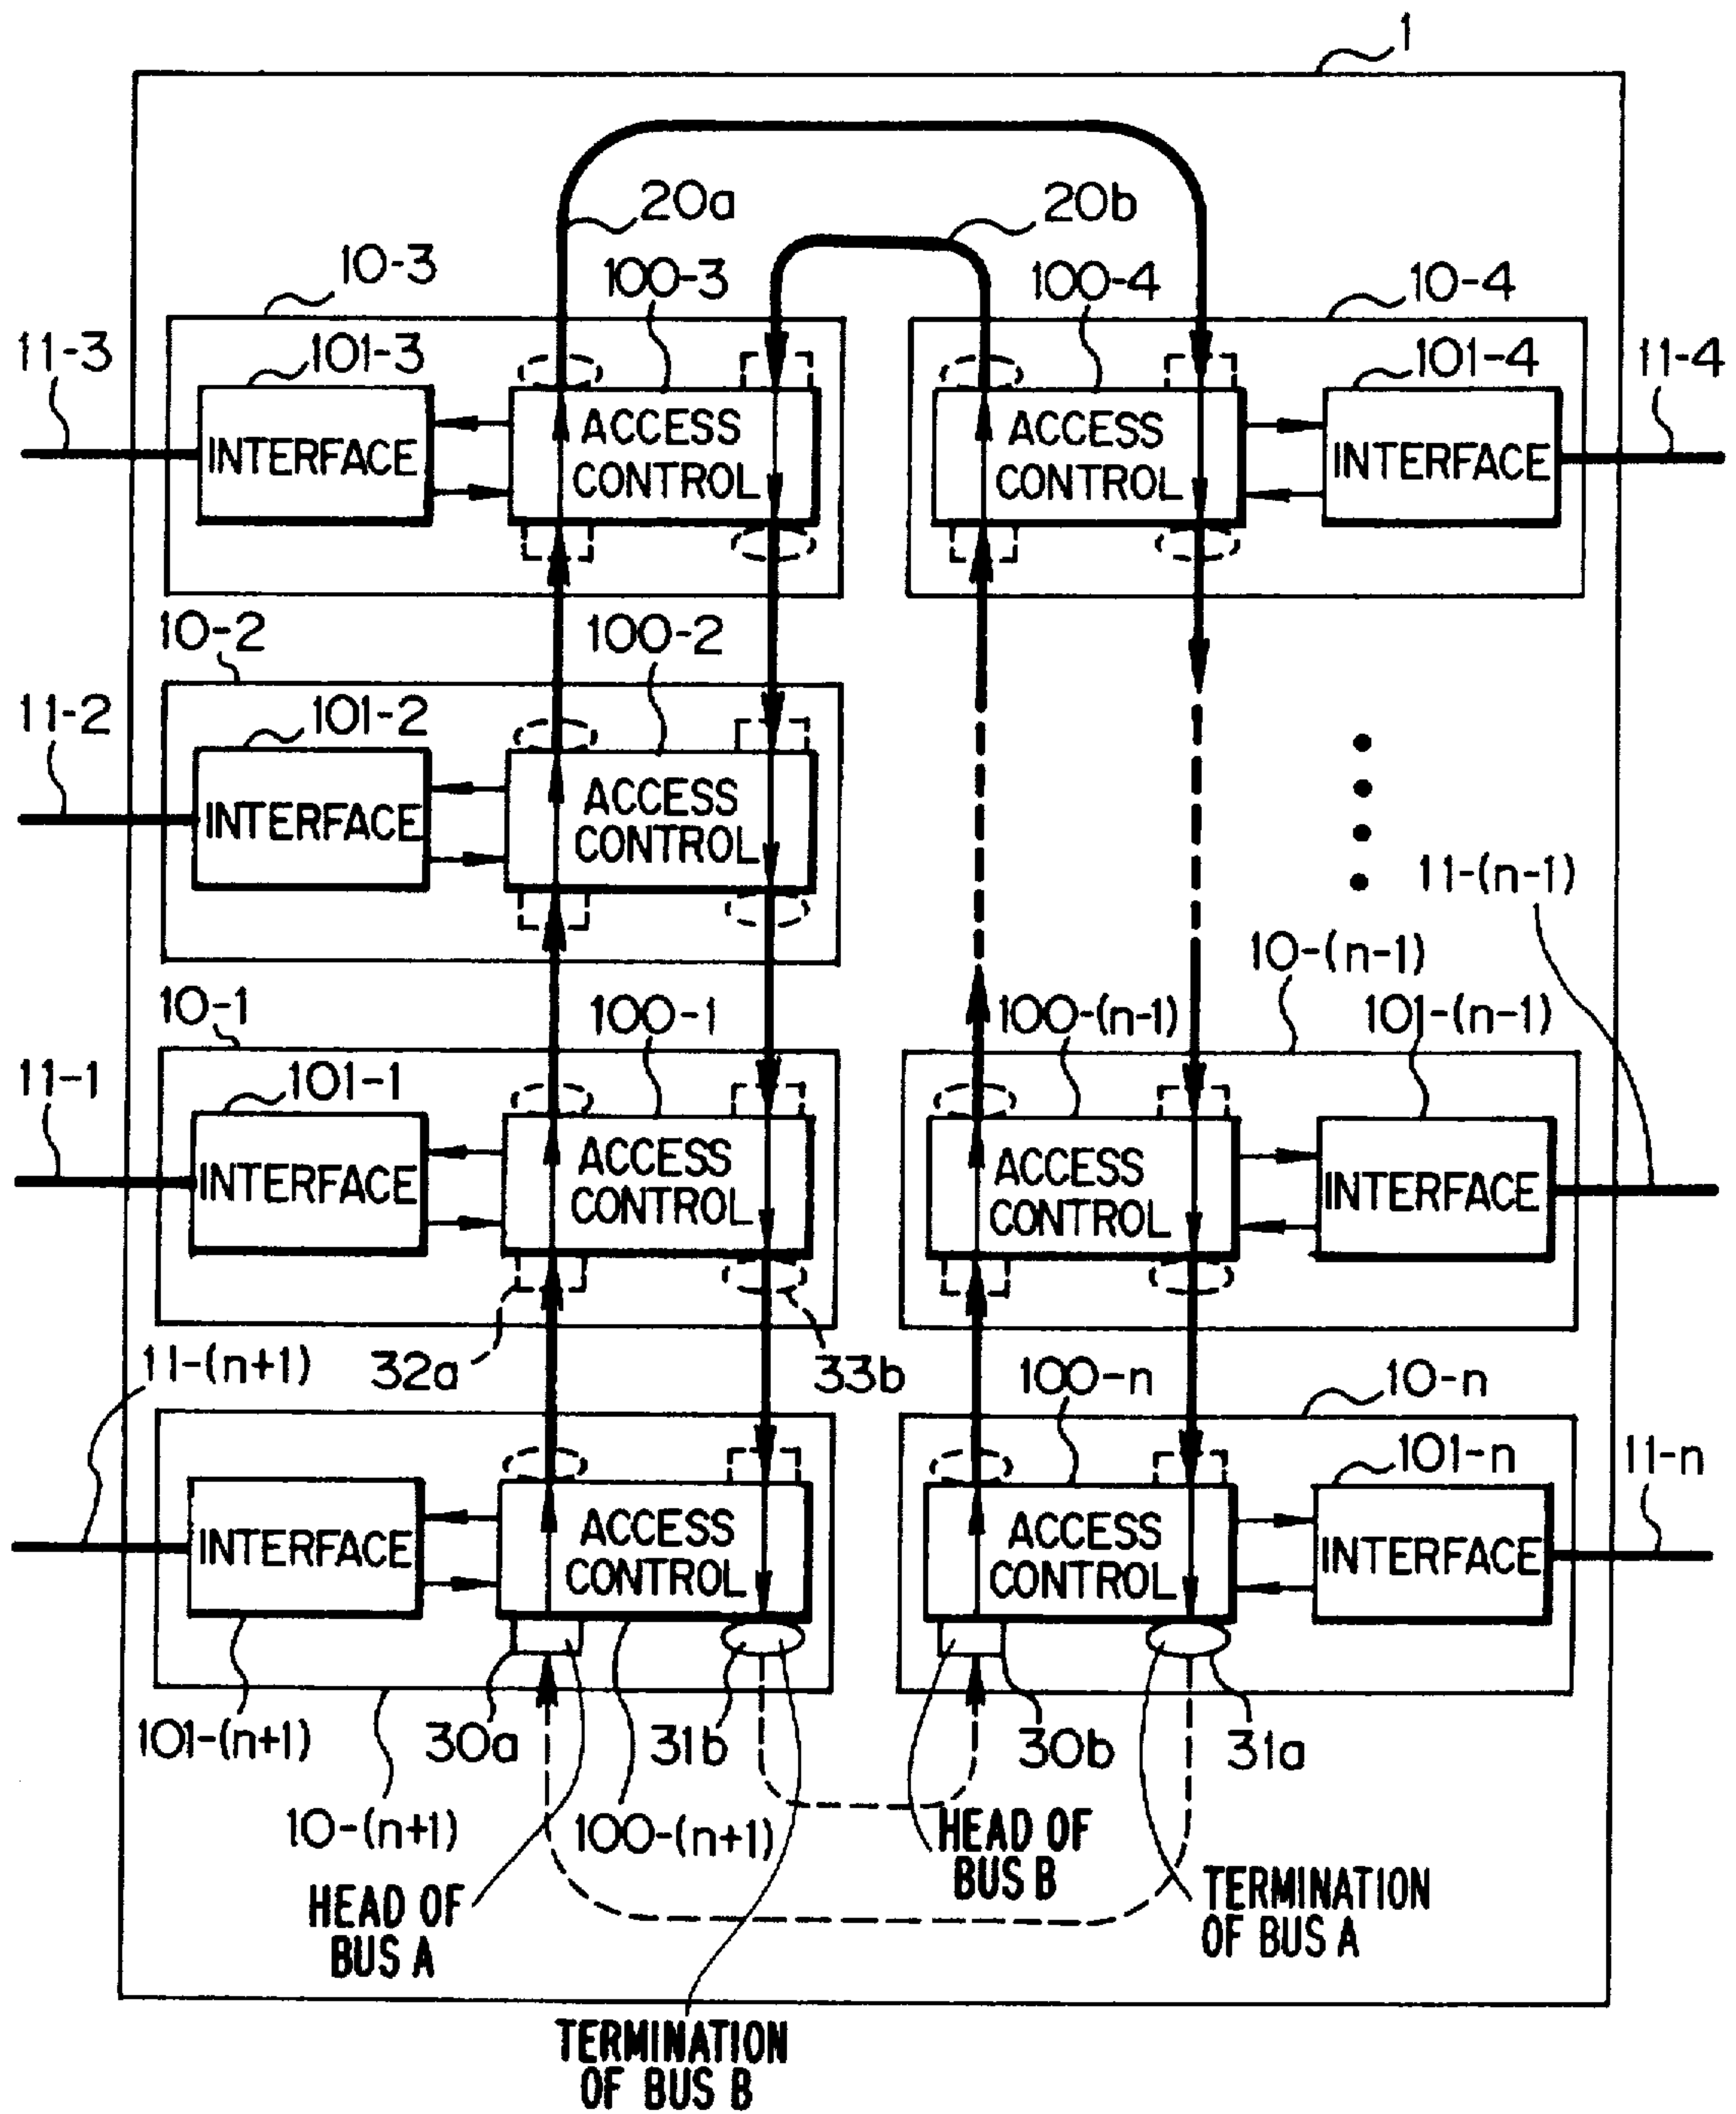 1
20a
20b
10-3
100-3
100-4
10-4
11-3
101-3
101-4
11-4
INTERFACE
ACCESS
CONTROL
ACCESS
CONTROL
INTERFACE
10-2
100-2
11-2
101-2
INTERFACE
ACCESS
CONTROL
11-(n-1)
10-(n-1)
10-1
100-1
100-(n-1)
101-(n-1)
11-1
101-1
INTERFACE
ACCESS
CONTROL
ACCESS
CONTROL
INTERFACE
11-(n+1)
32a
33b
100-n
10-n
101-n
11-n
INTERFACE
ACCESS
CONTROL
ACCESS
CONTROL
INTERFACE
101-(n+1)
30a
31b
30b
31a
10-(n+1)
100-(n+1)
HEAD OF
BUS B
HEAD OF
BUS A
TERMINATION
OF BUS A
TERMINATION
OF BUS B